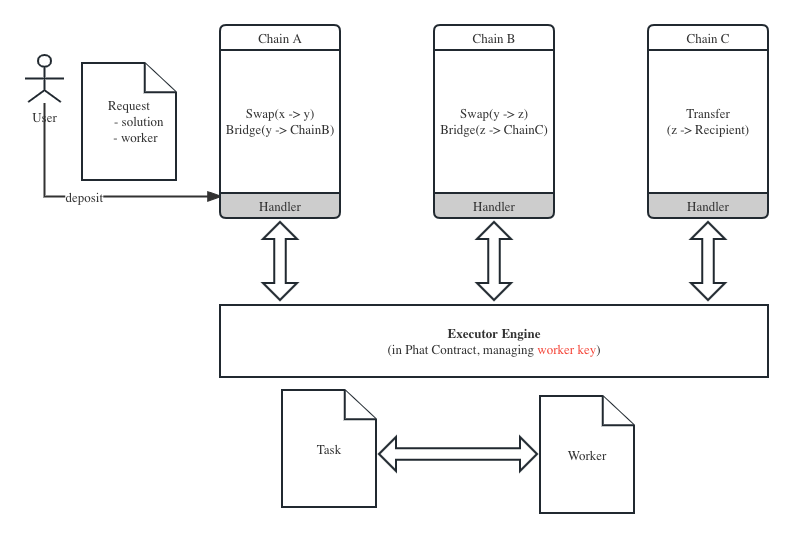 Chain A
Chain B
Chain C
User
Request
- solution
- worker
Swap(x -> y)
Bridge(y -> ChainB)
Swap(y -> z)
Bridge(z -> ChainC)
Transfer
(z -> Recipient)
deposit
Handler
Handler
Handler
Executor Engine
(in Phat Contract, managing worker key)
Task
Worker